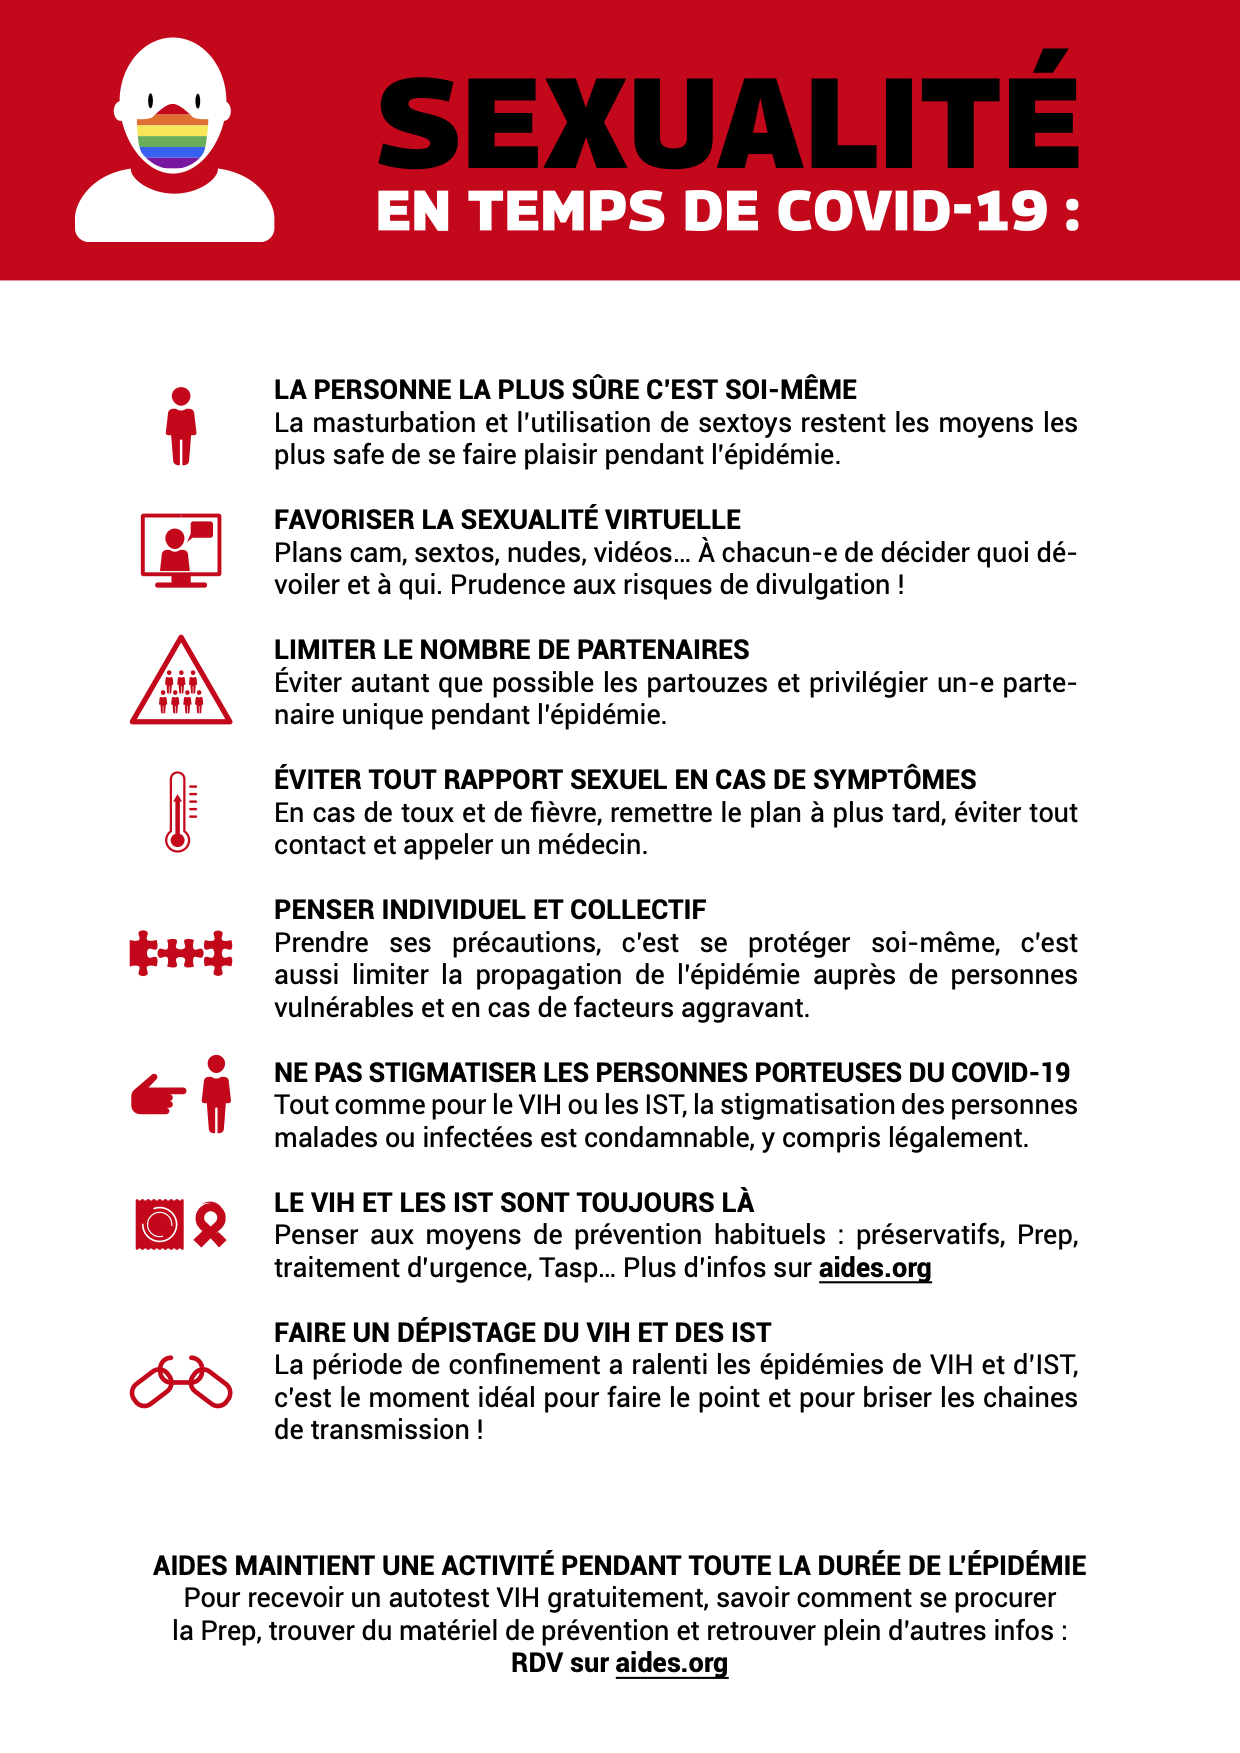 SEXUALITÉ
EN TEMPS DE COVID-19 :
LA PERSONNE LA PLUS SÛRE C'EST SOI-MÊME
La masturbation et l'utilisation de sextoys restent les moyens les
plus safe de se faire plaisir pendant l'épidémie.
FAVORISER LA SEXUALITÉ VIRTUELLE
Plans cam, sextos, nudes, vidéos... À chacun-e de décider quoi dé-
voiler et à qui. Prudence aux risques de divulgation !
LIMITER LE NOMBRE DE PARTENAIRES
Éviter autant que possible les partouzes et privilégier un-e parte-
naire unique pendant l'épidémie.
ÉVITER TOUT RAPPORT SEXUEL EN CAS DE SYMPTÔMES
En cas de toux et de fièvre, remettre le plan à plus tard, éviter tout
contact et appeler un médecin.
PENSER INDIVIDUEL ET COLLECTIF
Prendre ses précautions, c'est se protéger soi-même, c'est
aussi limiter la propagation de l'épidémie auprès de personnes
vulnérables et en cas de facteurs aggravant.
NE PAS STIGMATISER LES PERSONNES PORTEUSES DU COVID-19
Tout comme pour le VIH ou les IST, la stigmatisation des personnes
malades ou infectées est condamnable, y compris légalement.
LE VIH ET LES IST SONT TOUJOURS LÀ
Penser aux moyens de prévention habituels : préservatifs, Prep,
traitement d'urgence, Tasp... Plus d'infos sur aides.org
FAIRE UN DÉPISTAGE DU VIH ET DES IST
La période de confinement a ralenti les épidémies de VIH et d'IST,
c'est le moment idéal pour faire le point et pour briser les chaines
de transmission !
AIDES MAINTIENT UNE ACTIVITÉ PENDANT TOUTE LA DURÉE DE L'ÉPIDÉMIE
Pour recevoir un autotest VIH gratuitement, savoir comment se procurer
la Prep, trouver du matériel de prévention et retrouver plein d'autres infos :
RDV sur aides.org